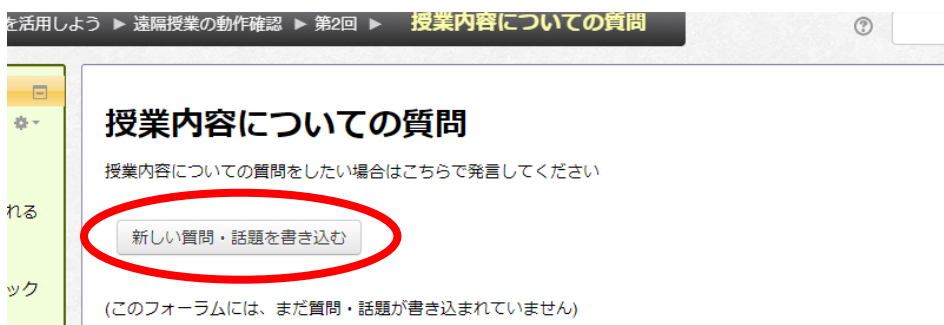 を活用しよう ▶ 遠隔授業の動作確認 ▶ 第2回 ▶ 授業内容についての質問
授業内容についての質問
授業内容についての質問をしたい場合はこちらで発言してください
れる
新しい質問・話題を書き込む
ック
(このフォーラムには、まだ質問・話題が書き込まれていません)